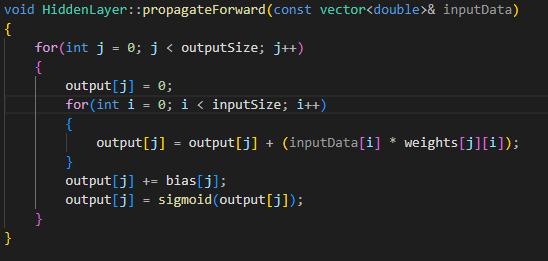 void HiddenLayer::propagateForward(const vector<double>& inputData)
{
    for(int j = 0; j < outputSize; j++)
    {
        output[j] = 0;
        for(int i = 0; i < inputSize; i++)
        {
            output[j] = output[j] + (inputData[i] * weights[j][i]);
        }
        output[j] += bias[j];
        output[j] = sigmoid(output[j]);
    }
}